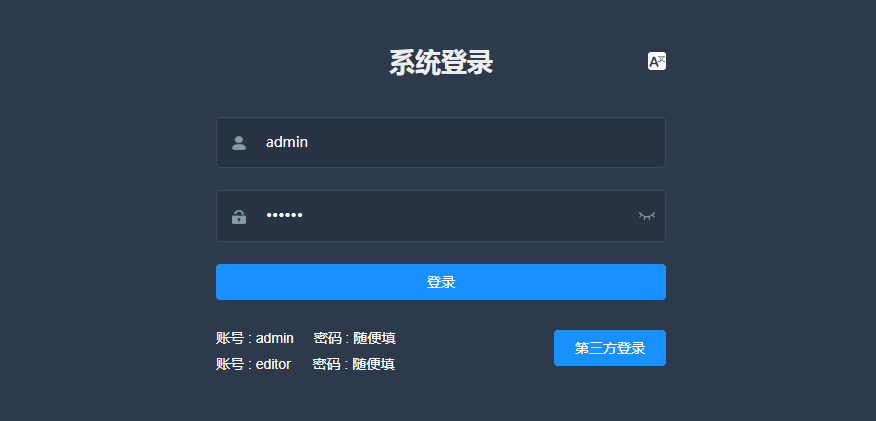 系统登录
admin
••••••
登录
账号 : admin 密码 : 随便填
账号 : editor 密码 : 随便填
第三方登录